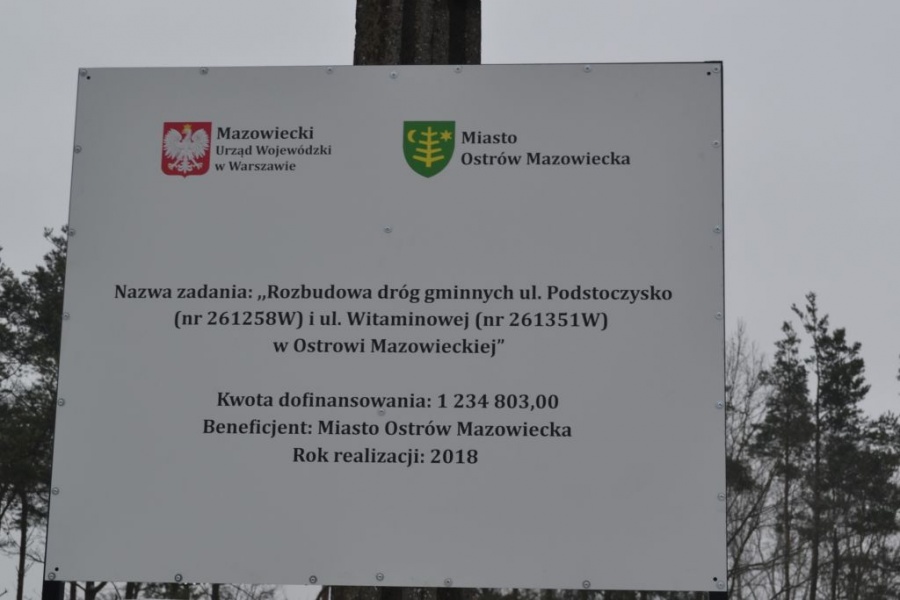 Mazowiecki
Urząd Wojewódzki
w Warszawie
Miasto
Ostrów Mazowiecka
Nazwa zadania: ,,Rozbudowa dróg gminnych ul. Podstoczysko
(nr 261258W) i ul. Witaminowej (nr 261351W)
w Ostrowi Mazowieckiej”
Kwota dofinansowania: 1 234 803,00
Beneficjent: Miasto Ostrów Mazowiecka
Rok realizacji: 2018